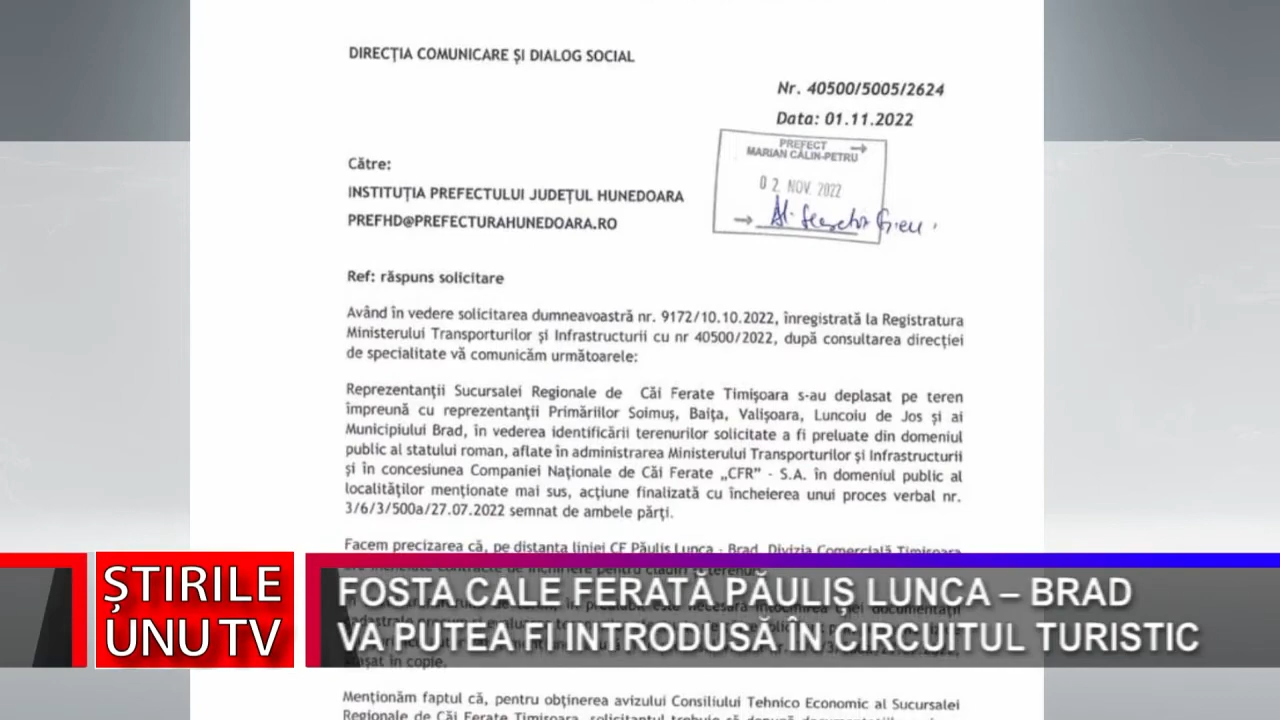 DIRECȚIA COMUNICARE ȘI DIALOG SOCIAL
Nr. 40500/5005/2624
Data: 01.11.2022
PREFECT
MARIAN CĂLIN-PETRU
02 NOV. 2022
Către:
INSTITUȚIA PREFECTULUI JUDEȚUL HUNEDOARA
PREFHD@PREFECTURAHUNEDOARA.RO
Ref: răspuns solicitare
Având în vedere solicitarea dumneavoastră nr. 9172/10.10.2022, înregistrată la Registratura
Ministerului Transporturilor și Infrastructurii cu nr 40500/2022, după consultarea direcției
de specialitate vă comunicăm următoarele:
Reprezentanții Sucursalei Regionale de Căi Ferate Timișoara s-au deplasat pe teren
împreună cu reprezentanții Primăriilor Soimuș, Baița, Valișoara, Luncoiu de Jos și ai
Municipiului Brad, în vederea identificării terenurilor solicitate a fi preluate din domeniul
public al statului roman, aflate în administrarea Ministerului Transporturilor și Infrastructurii
și în concesiunea Companiei Naționale de Căi Ferate „CFR" - S.A. în domeniul public al
localităților menționate mai sus, acțiune finalizată cu încheierea unui proces verbal nr.
3/6/3/500a/27.07.2022 semnat de ambele părți.
Facem precizarea că, pe distanta liniei CF Păulis Lunca - Brad, Divizia Comercială Timișoara
ȘTIRILE
UNU TV
FOSTA CALE FERATĂ PĂULIS LUNCA – BRAD
VA PUTEA FI INTRODUSĂ ÎN CIRCUITUL TURISTIC
atașat în copie.
Menționăm faptul că, pentru obținerea avizului Consiliului Tehnico Economic al Sucursalei
Regionale de Căi Ferate Timișoara, solicitantul trebuie să depună